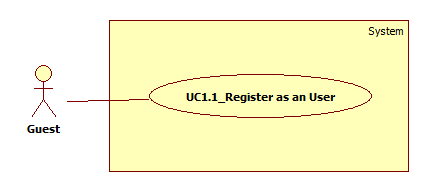 System
UC1.1_Register as an User
Guest